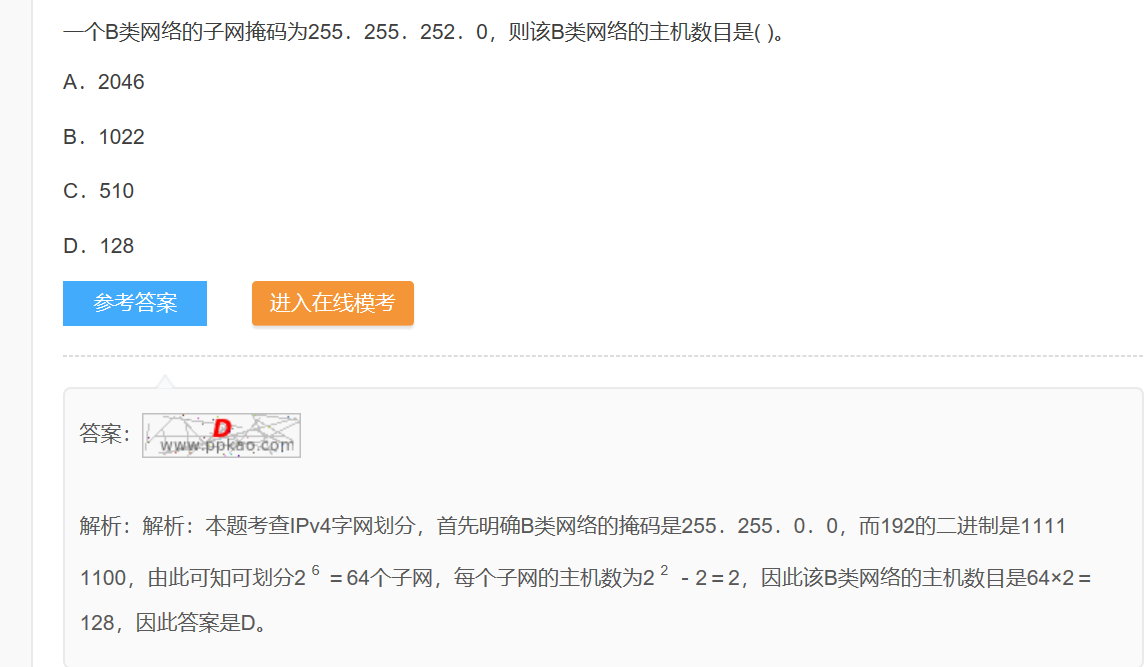 一个B类网络的子网掩码为255．255．252．0，则该B类网络的主机数目是( )。
A．2046
B．1022
C．510
D．128
参考答案
进入在线模考
答案：D
www.ppkao.com
解析：解析：本题考查IPv4字网划分，首先明确B类网络的掩码是255．255．0．0，而192的二进制是1111
1100，由此可知可划分2 6 = 64个子网，每个子网的主机数为2 2 - 2 = 2，因此该B类网络的主机数目是64×2 =
128，因此答案是D。